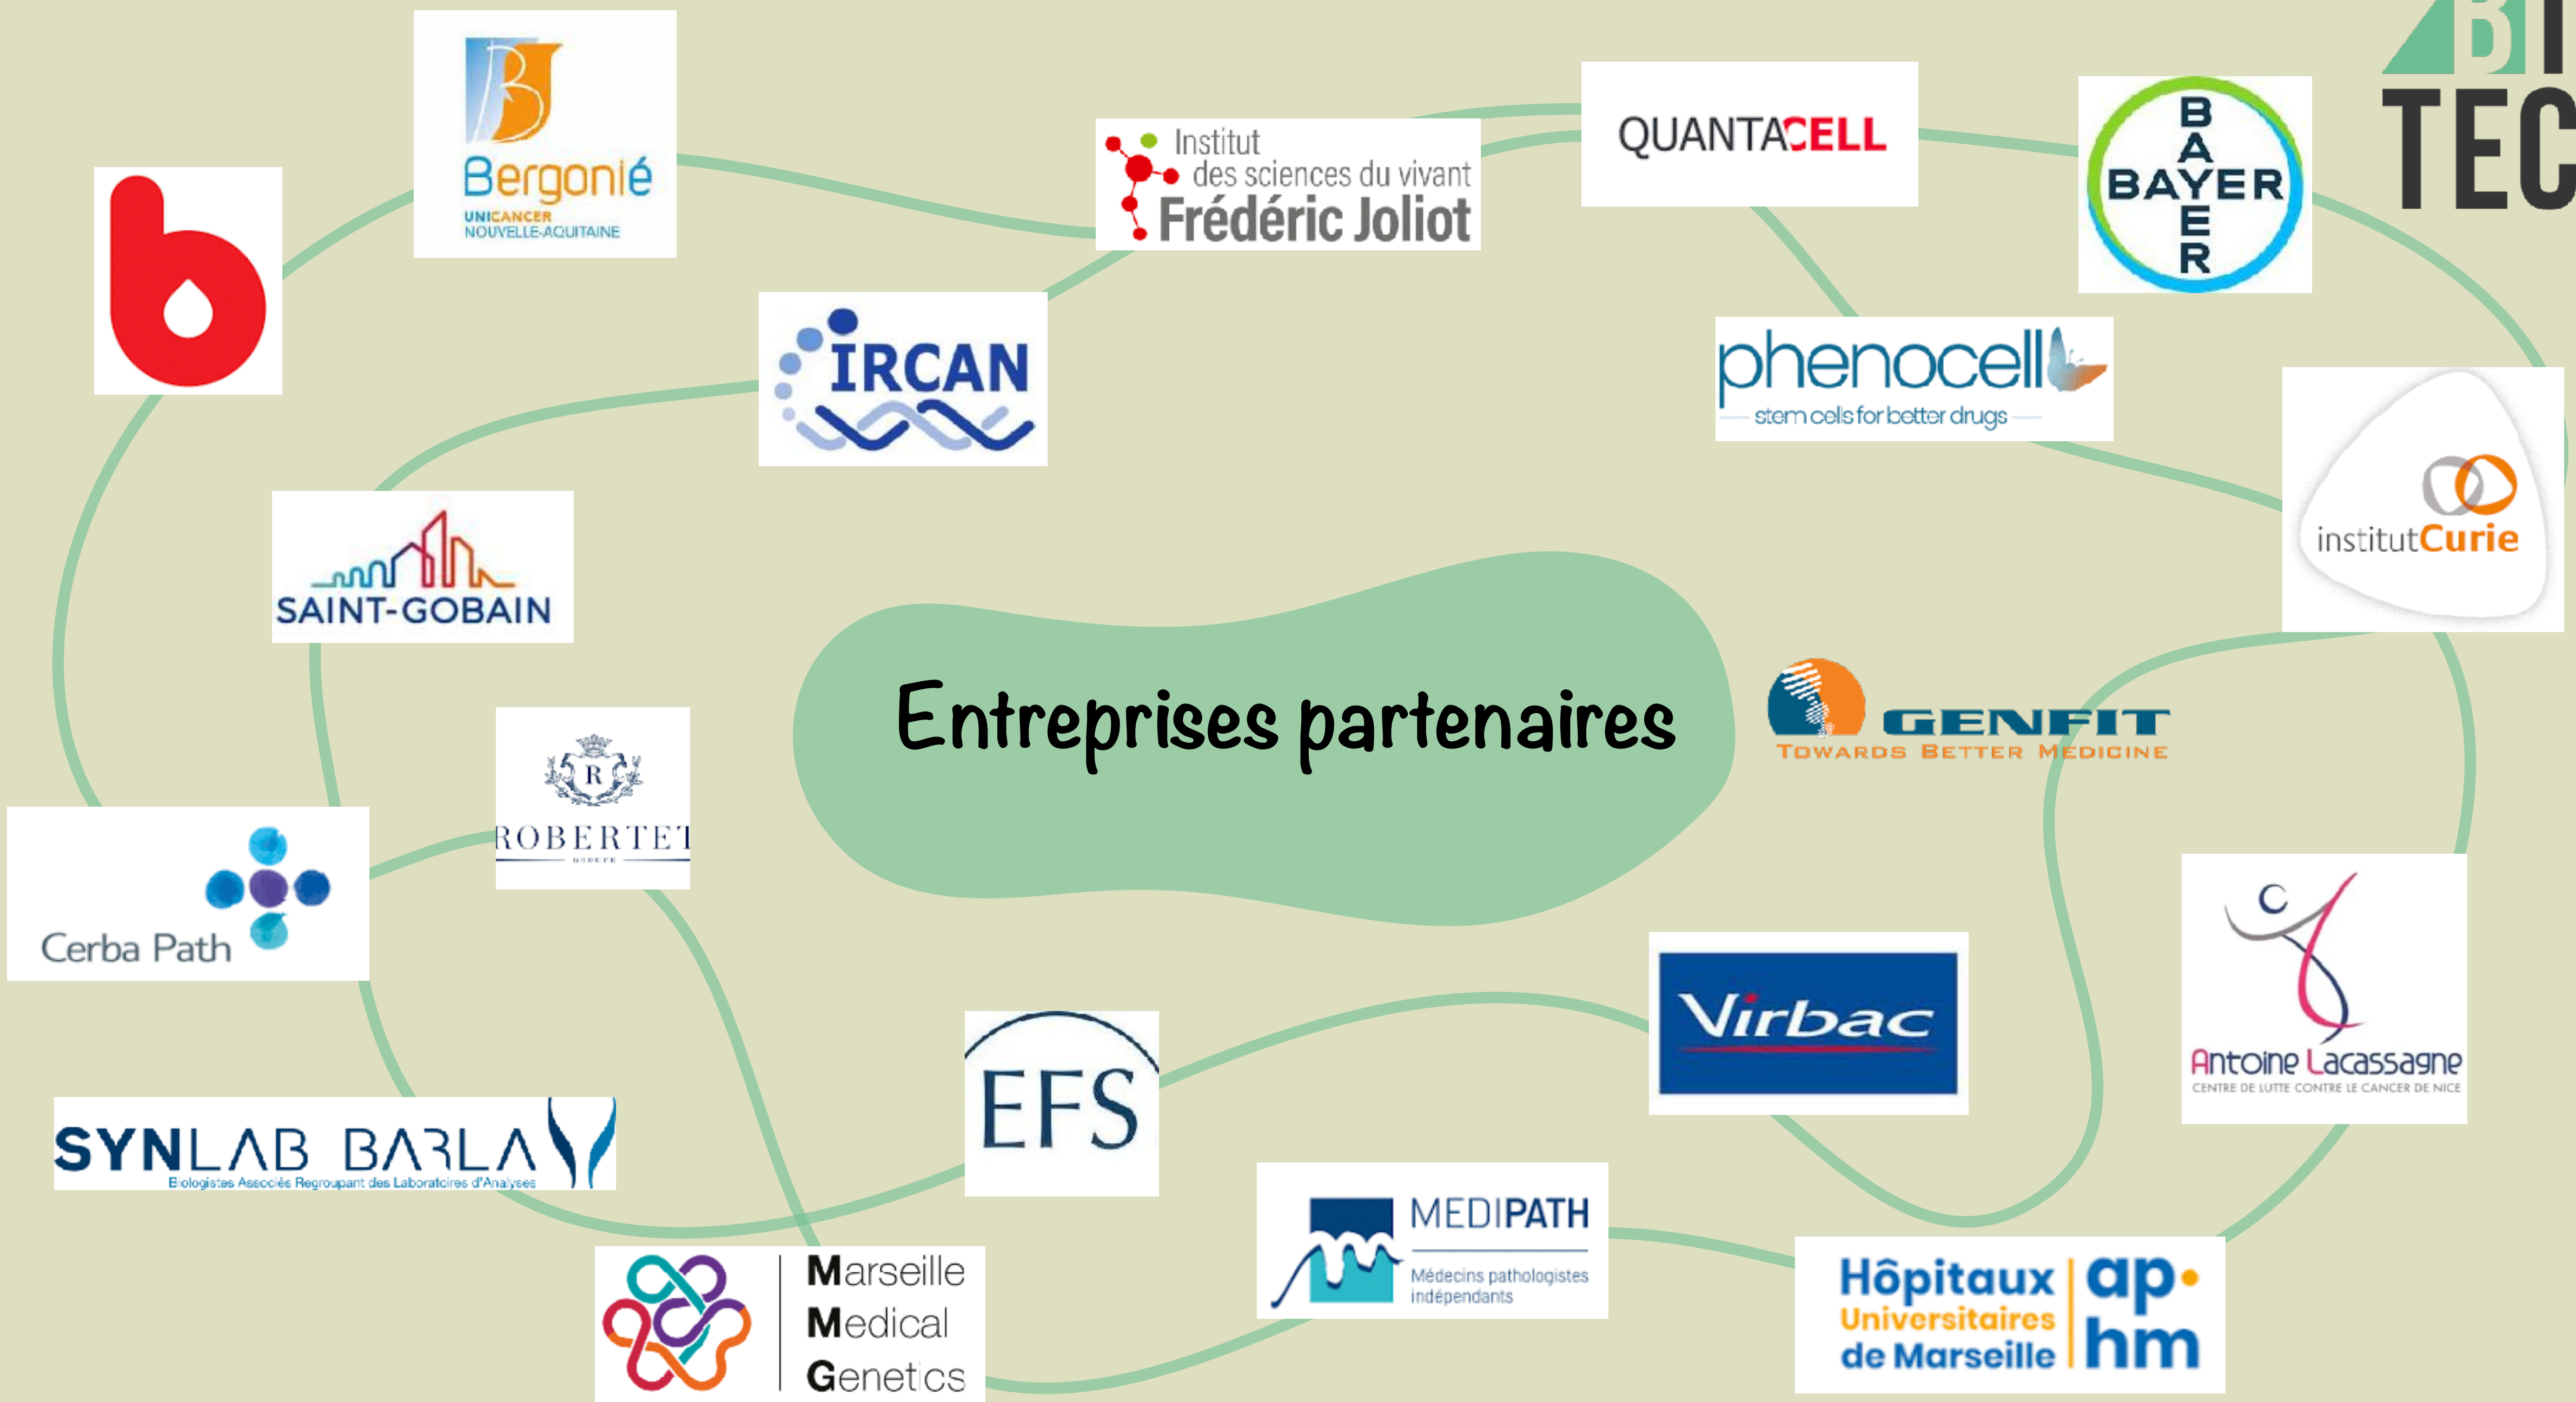 BI
TEC
Bergonié
UNICANCER
NOUVELLE-AQUITAINE
Institut
des sciences du vivant
Frédéric Joliot
QUANTACELL
BAYER
BAYER
b
IRCAN
phenocell
stem cells for better drugs
institutCurie
SAINT-GOBAIN
Entreprises partenaires
GENFIT
TOWARDS BETTER MEDICINE
R
ROBERTET
GROUPE
Cerba Path
Virbac
Antoine Lacassagne
CENTRE DE LUTTE CONTRE LE CANCER DE NICE
EFS
SYNLAB BARLA
Biologistes Associés Regroupant des Laboratoires d'Analyses
MEDIPATH
Médecins pathologistes
indépendants
Marseille
Medical
Genetics
Hôpitaux
Universitaires
de Marseille
ap.
hm